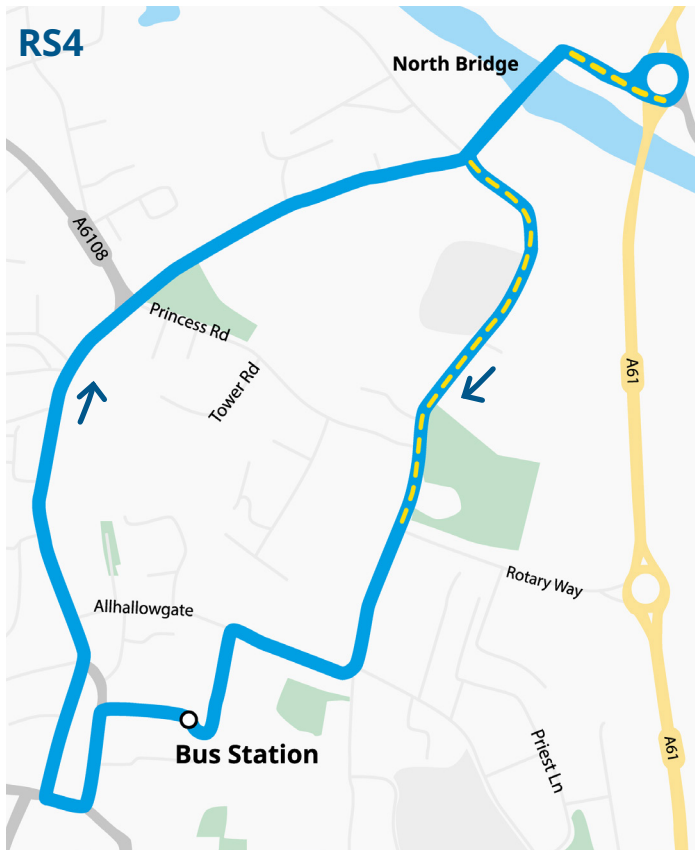 RS4
North Bridge
A6108
Princess Rd
A61
Tower Rd
Rotary Way
Allhallowgate
Bus Station
Priest Ln
A61